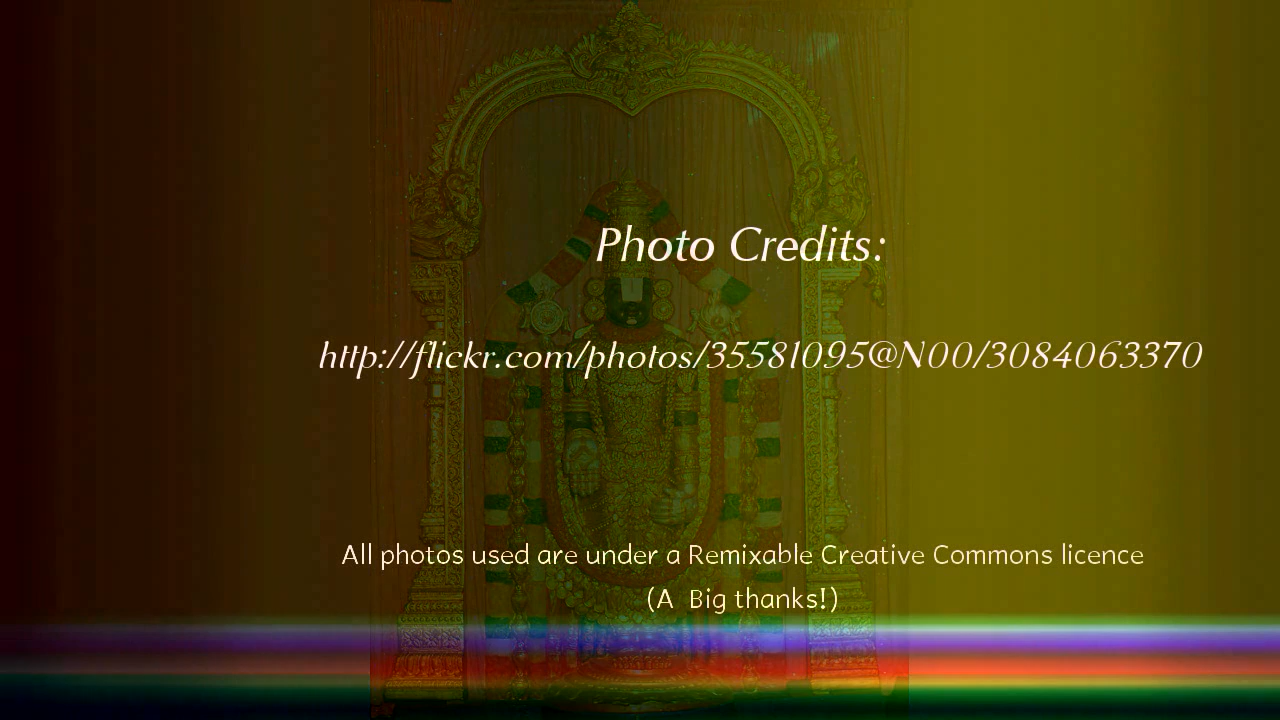 Photo Credits:
http://flickr.com/photos/35581095@N00/3084063370
All photos used are under a Remixable Creative Commons licence
(A  Big thanks!)